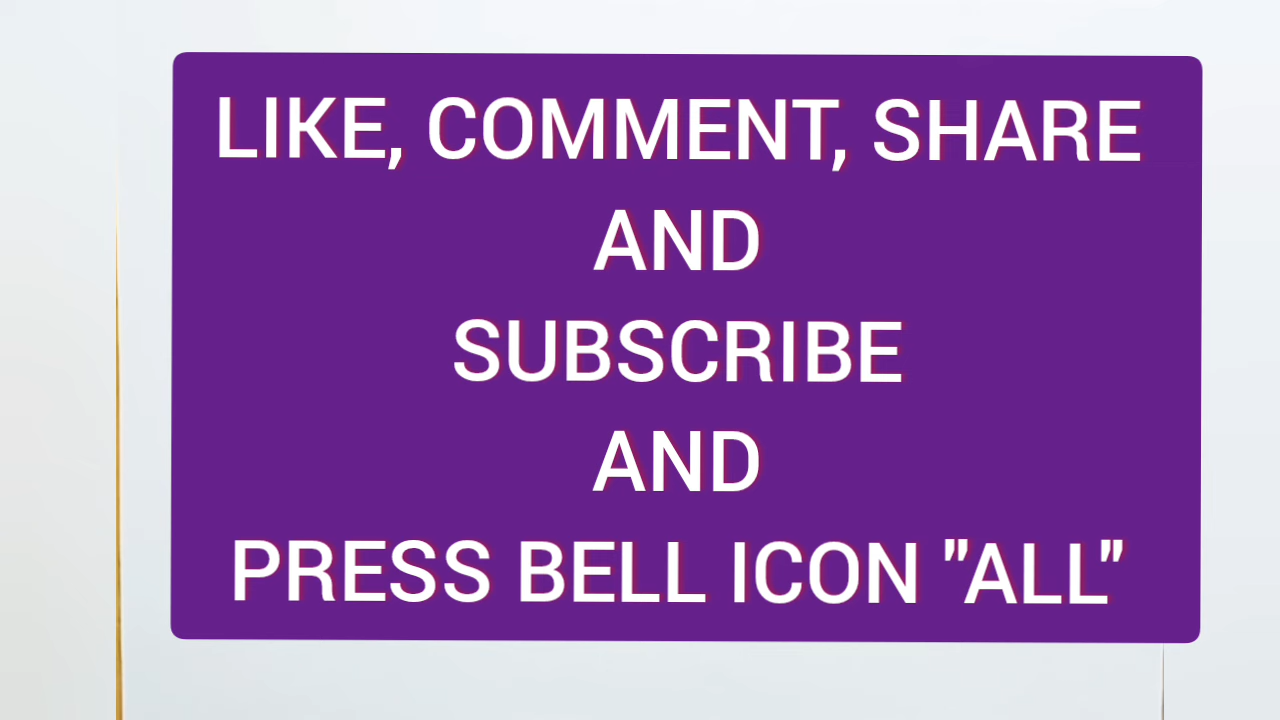 LIKE, COMMENT, SHARE
AND
SUBSCRIBE
AND
PRESS BELL ICON "ALL"